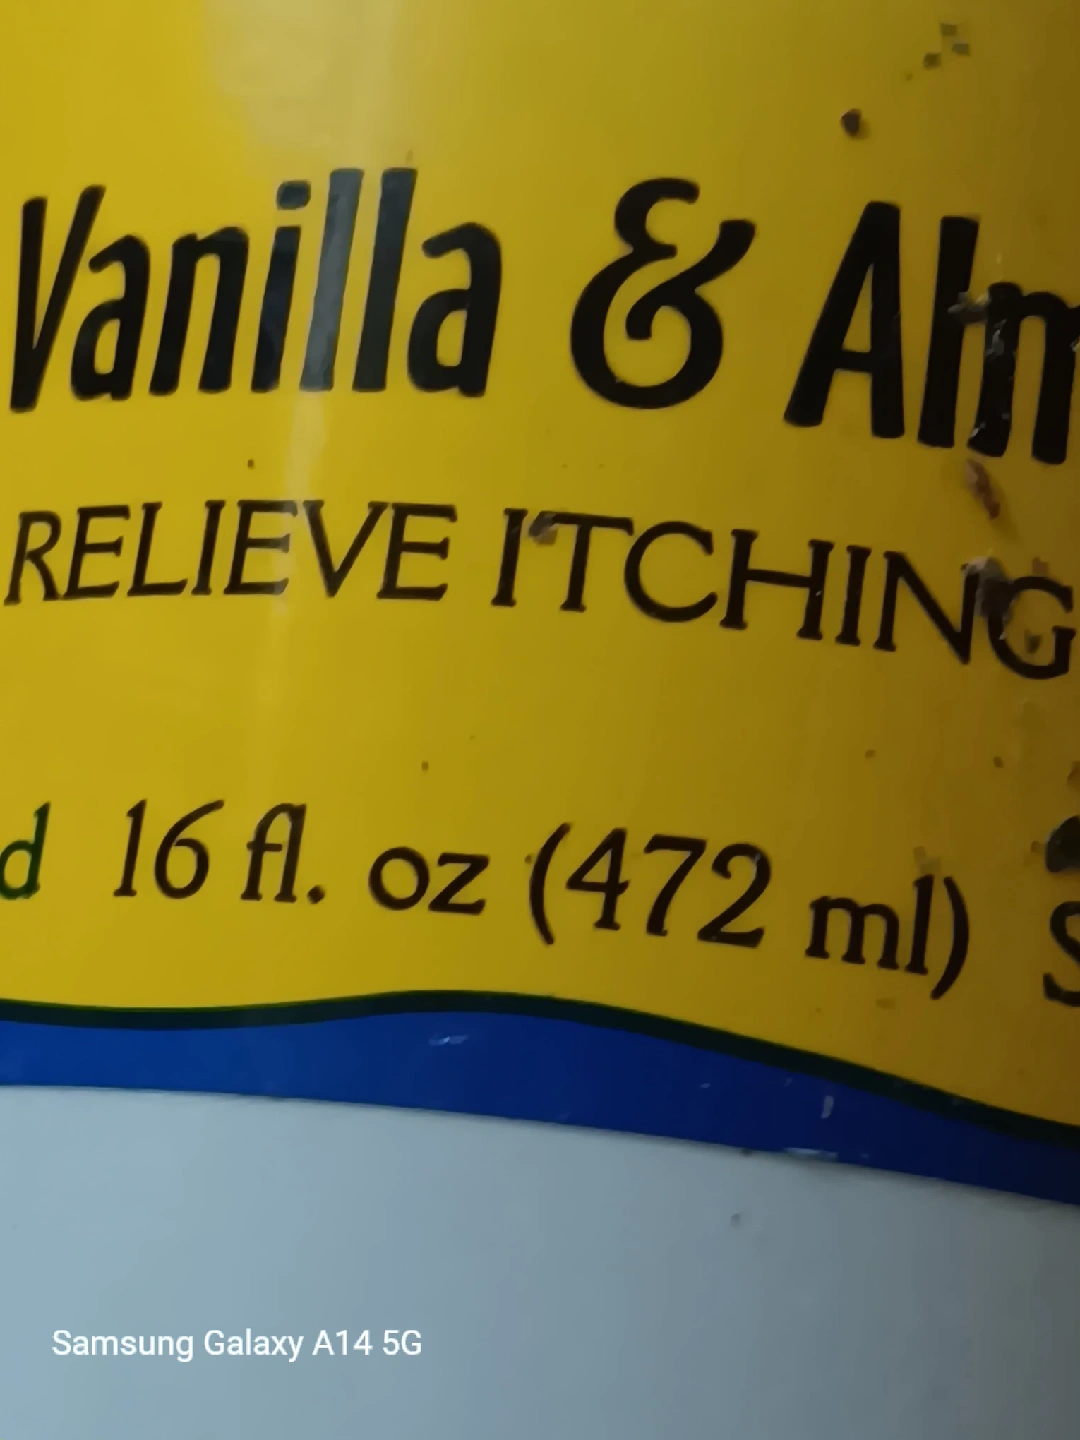 Vanilla & Alm
RELIEVE ITCHING
d 16 fl. oz (472 ml) S
Samsung Galaxy A14 5G